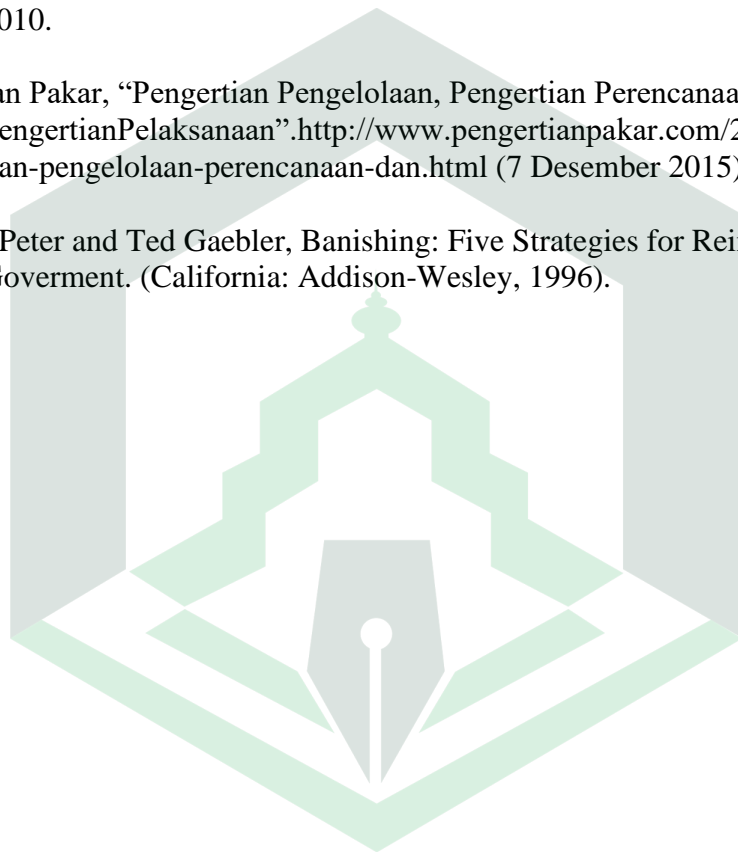 010.
an Pakar, “Pengertian Pengelolaan, Pengertian Perencanaa
engertianPelaksanaan”.http://www.pengertianpakar.com/2
an-pengelolaan-perencanaan-dan.html (7 Desember 2015)
Peter and Ted Gaebler, Banishing: Five Strategies for Rei
Goverment. (California: Addison-Wesley, 1996).